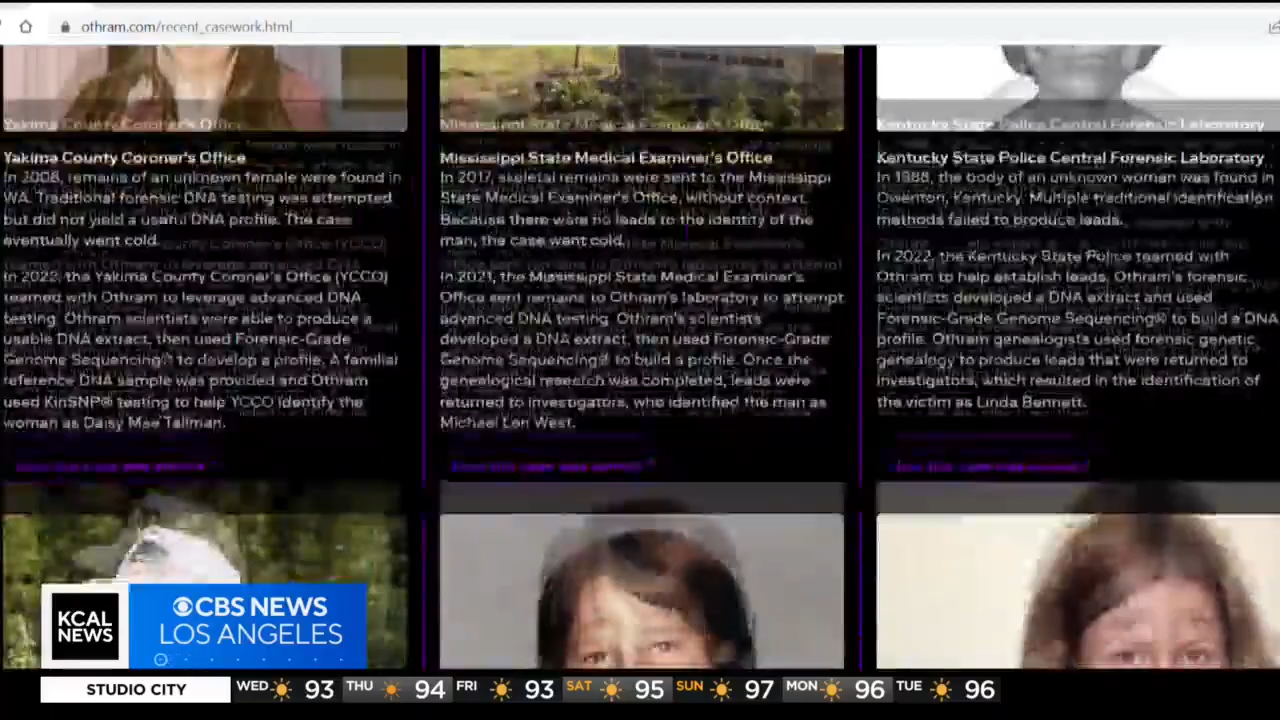 othram.com/recent_casework.html
Yakima County Coroner's Office
In 2008, remains of an unknown female were found in
WA. Traditional forensic DNA testing was attempted
but did not yield a useful DNA profile. The case
eventually went cold.
In 2022, the Yakima County Coroner's Office (YCCO)
teamed with Othram to leverage advanced DNA
testing. Othram scientists were able to produce a
usable DNA extract, then used Forensic-Grade
Genome Sequencing® to develop a profile. A familial
reference DNA sample was provided and Othram
used KinSNP® testing to help YCCO identify the
woman as Daisy Mae Tallman.
Mississippi State Medical Examiner's Office
In 2017, skeletal remains were sent to the Mississippi
State Medical Examiner's Office, without context.
Because there were no leads to the identity of the
man, the case went cold.
In 2021, the Mississippi State Medical Examiner's
Office sent remains to Othram's laboratory to attempt
advanced DNA testing. Othram's scientists
developed a DNA extract, then used Forensic-Grade
Genome Sequencing® to build a profile. Once the
genealogical research was completed, leads were
returned to investigators, who identified the man as
Michael Lon West.
Kentucky State Police Central Forensic Laboratory
In 1988, the body of an unknown woman was found in
Owenton, Kentucky. Multiple traditional identification
methods failed to produce leads.
In 2022, the Kentucky State Police teamed with
Othram to help establish leads. Othram's forensic
scientists developed a DNA extract and used
Forensic-Grade Genome Sequencing® to build a DNA
profile. Othram genealogists used forensic genetic
genealogy to produce leads that were returned to
investigators, which resulted in the identification of
the victim as Linda Bennett.
KCAL
NEWS
CBS NEWS
LOS ANGELES
STUDIO CITY WED 93 THU 94 FRI 93 SAT 95 SUN 97 MON 96 TUE 96